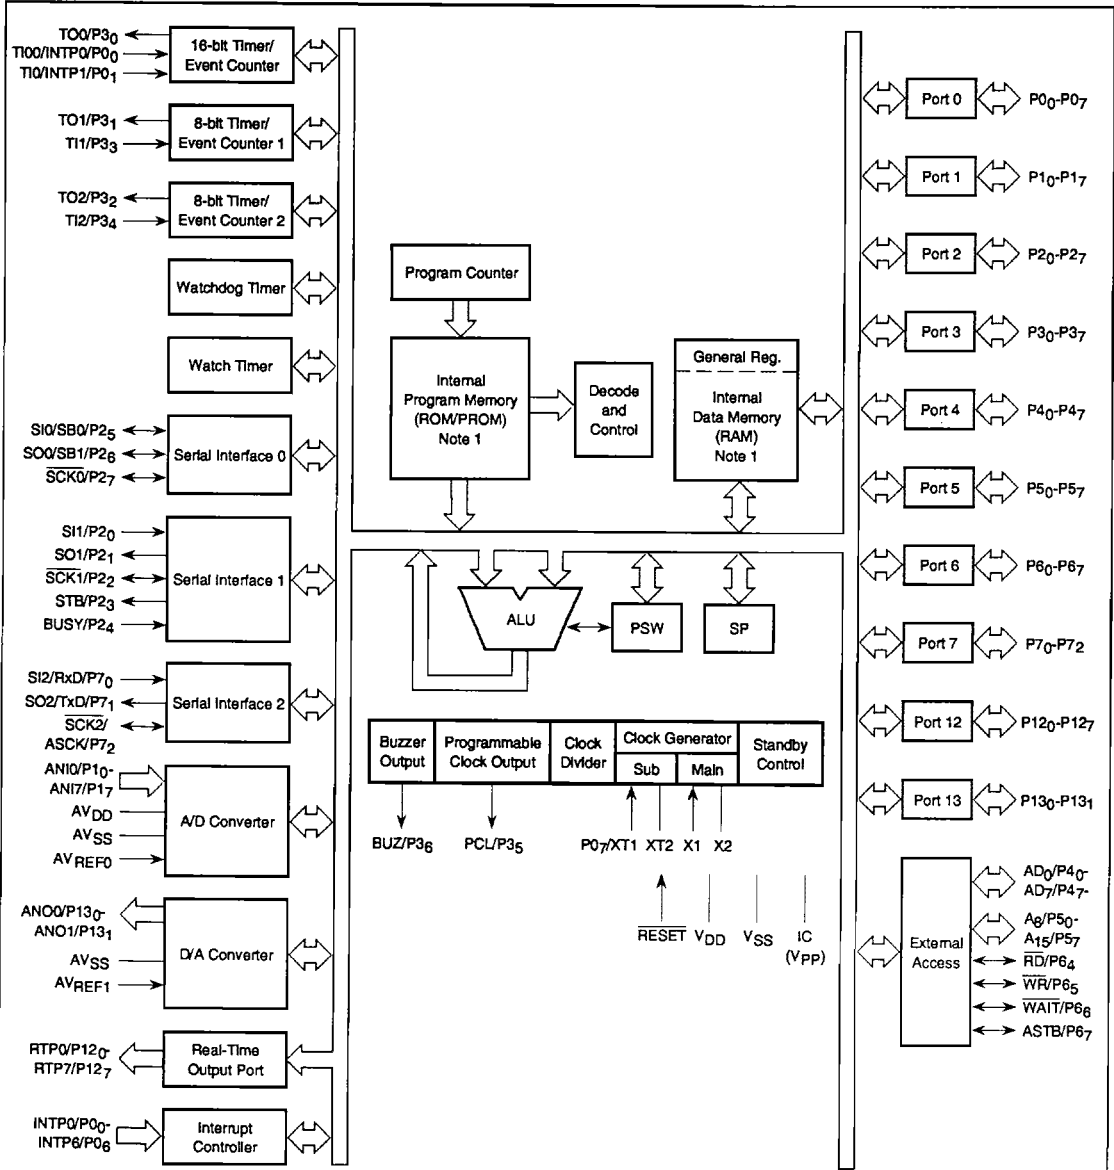 TO0/P30
TI00/INTP0/P00
TI0/INTP1/P01
16-bit Timer/
Event Counter
TO1/P31
TI1/P33
8-bit Timer/
Event Counter 1
TO2/P32
TI2/P34
8-bit Timer/
Event Counter 2
Watchdog Timer
Watch Timer
SI0/SB0/P25
SO0/SB1/P26
SCK0/P27
Serial Interface 0
SI1/P20
SO1/P21
SCK1/P22
STB/P23
BUSY/P24
Serial Interface 1
SI2/RxD/P70
SO2/TxD/P71
SCK2/
ASCK/P72
Serial Interface 2
ANI0/P10-
ANI7/P17
AVDD
AVSS
AVREF0
A/D Converter
ANO0/P130-
ANO1/P131
AVSS
AVREF1
D/A Converter
RTP0/P120-
RTP7/P127
Real-Time
Output Port
INTP0/P00-
INTP6/P06
Interrupt
Controller
Program Counter
Internal
Program Memory
(ROM/PROM)
Note 1
Decode
and
Control
General Reg.
Internal
Data Memory
(RAM)
Note 1
ALU
PSW
SP
Buzzer
Output
Programmable
Clock Output
Clock
Divider
Clock Generator
Sub
Main
Standby
Control
BUZ/P36
PCL/P35
P07/XT1
XT2
X1
X2
RESET
VDD
VSS
IC
(VPP)
Port 0
P00-P07
Port 1
P10-P17
Port 2
P20-P27
Port 3
P30-P37
Port 4
P40-P47
Port 5
P50-P57
Port 6
P60-P67
Port 7
P70-P72
Port 12
P120-P127
Port 13
P130-P131
External
Access
AD0/P40-
AD7/P47-
A8/P50-
A15/P57
RD/P64
WR/P65
WAIT/P66
ASTB/P67